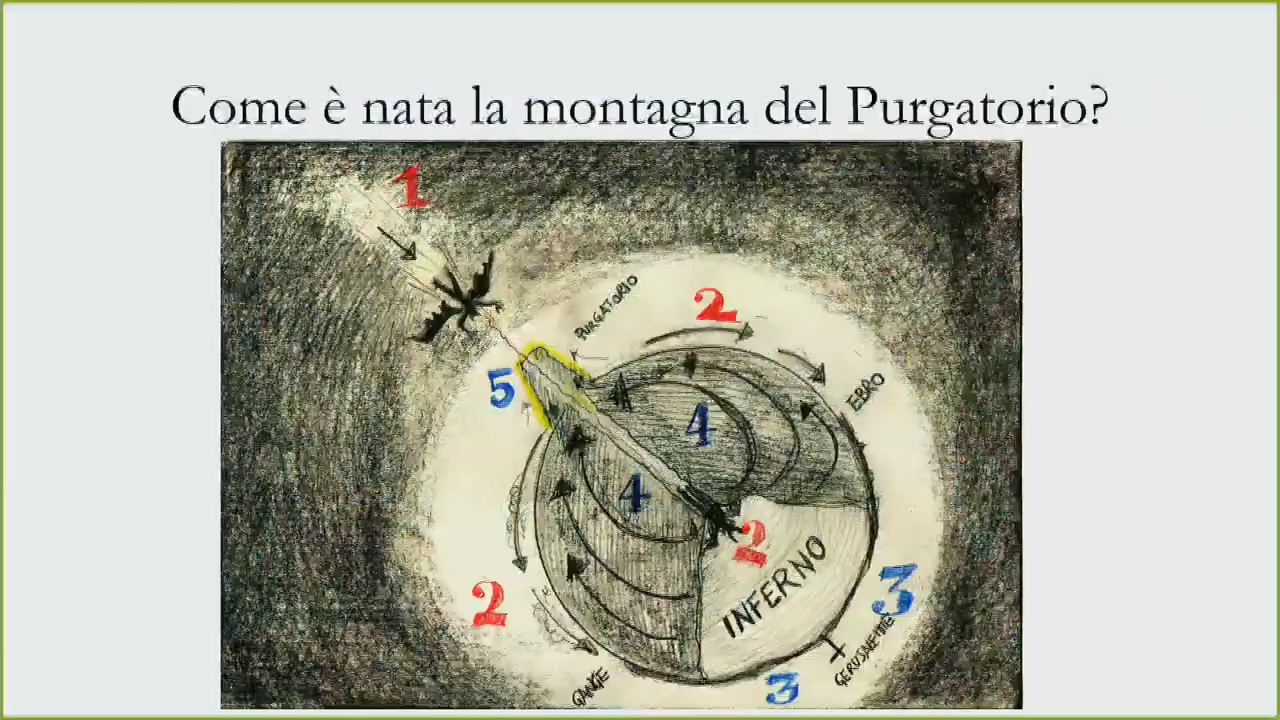 Come è nata la montagna del Purgatorio?
1
PURGATORIO
2
5
EBRO
4
4
2
INFERNO
3
2
GERUSALEMME
GANGE
3